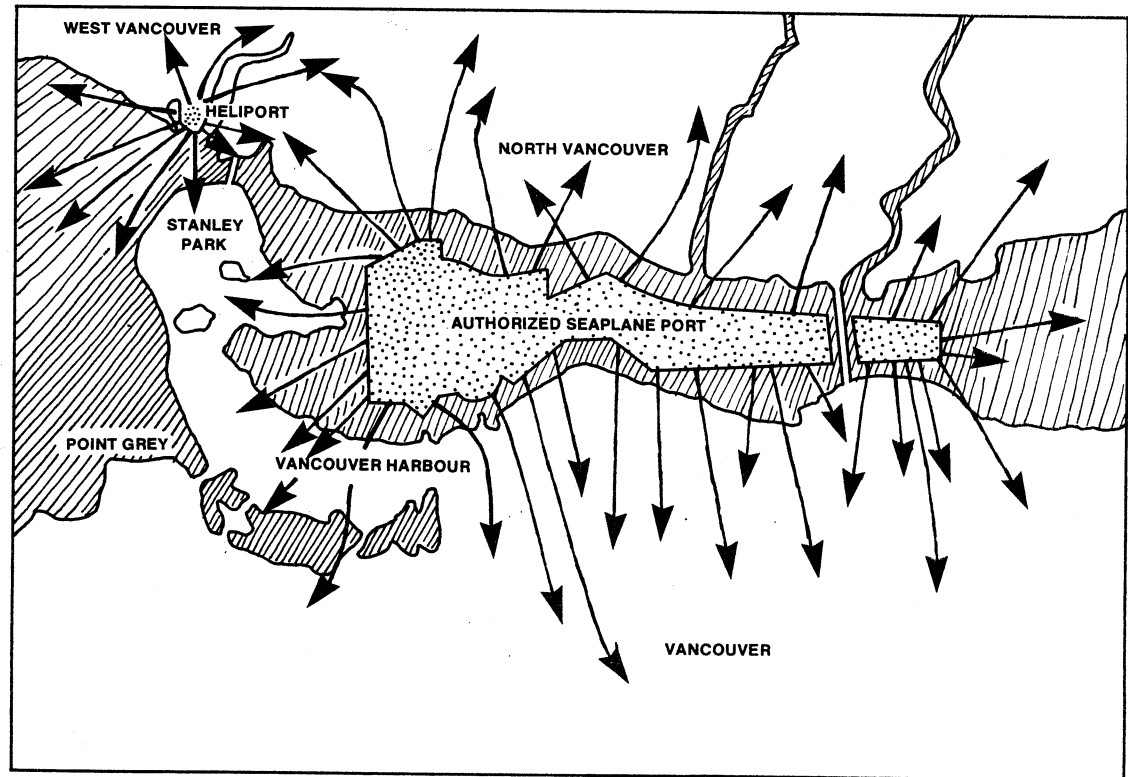 WEST VANCOUVER
HELIPORT
NORTH VANCOUVER
STANLEY
PARK
AUTHORIZED SEAPLANE PORT
POINT GREY
VANCOUVER HARBOUR
VANCOUVER